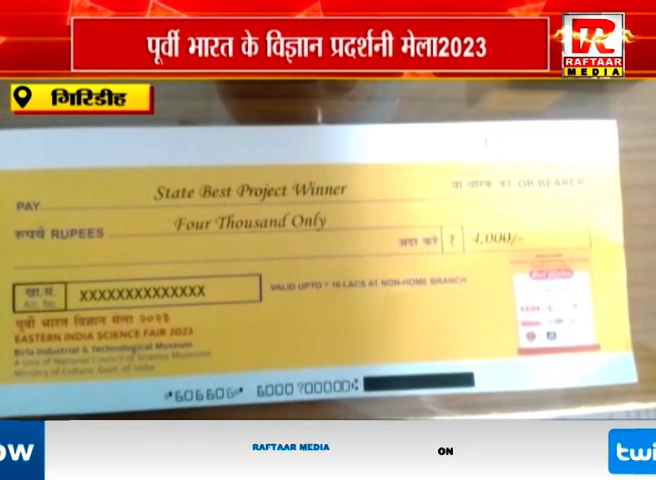 पूर्वी भारत के विज्ञान प्रदर्शनी मेला2023
R
RAFTAAR
MEDIA
गिरिडीह
PAY State Best Project Winner या धारक को OR BEARER
रुपये RUPEES Four Thousand Only
अदा करें ₹ 4,000/-
खा.सं.
A/c. No. XXXXXXXXXXXXXX
VALID UPTO ₹ 10 LACS AT NON-HOME BRANCH
पूर्वी भारत विज्ञान मेला २०२३
EASTERN INDIA SCIENCE FAIR 2023
Birla Industrial & Technological Museum
A Unit of National Council of Science Museums
Ministry of Culture, Govt. of India
RAFTAAR MEDIA
ON
twi